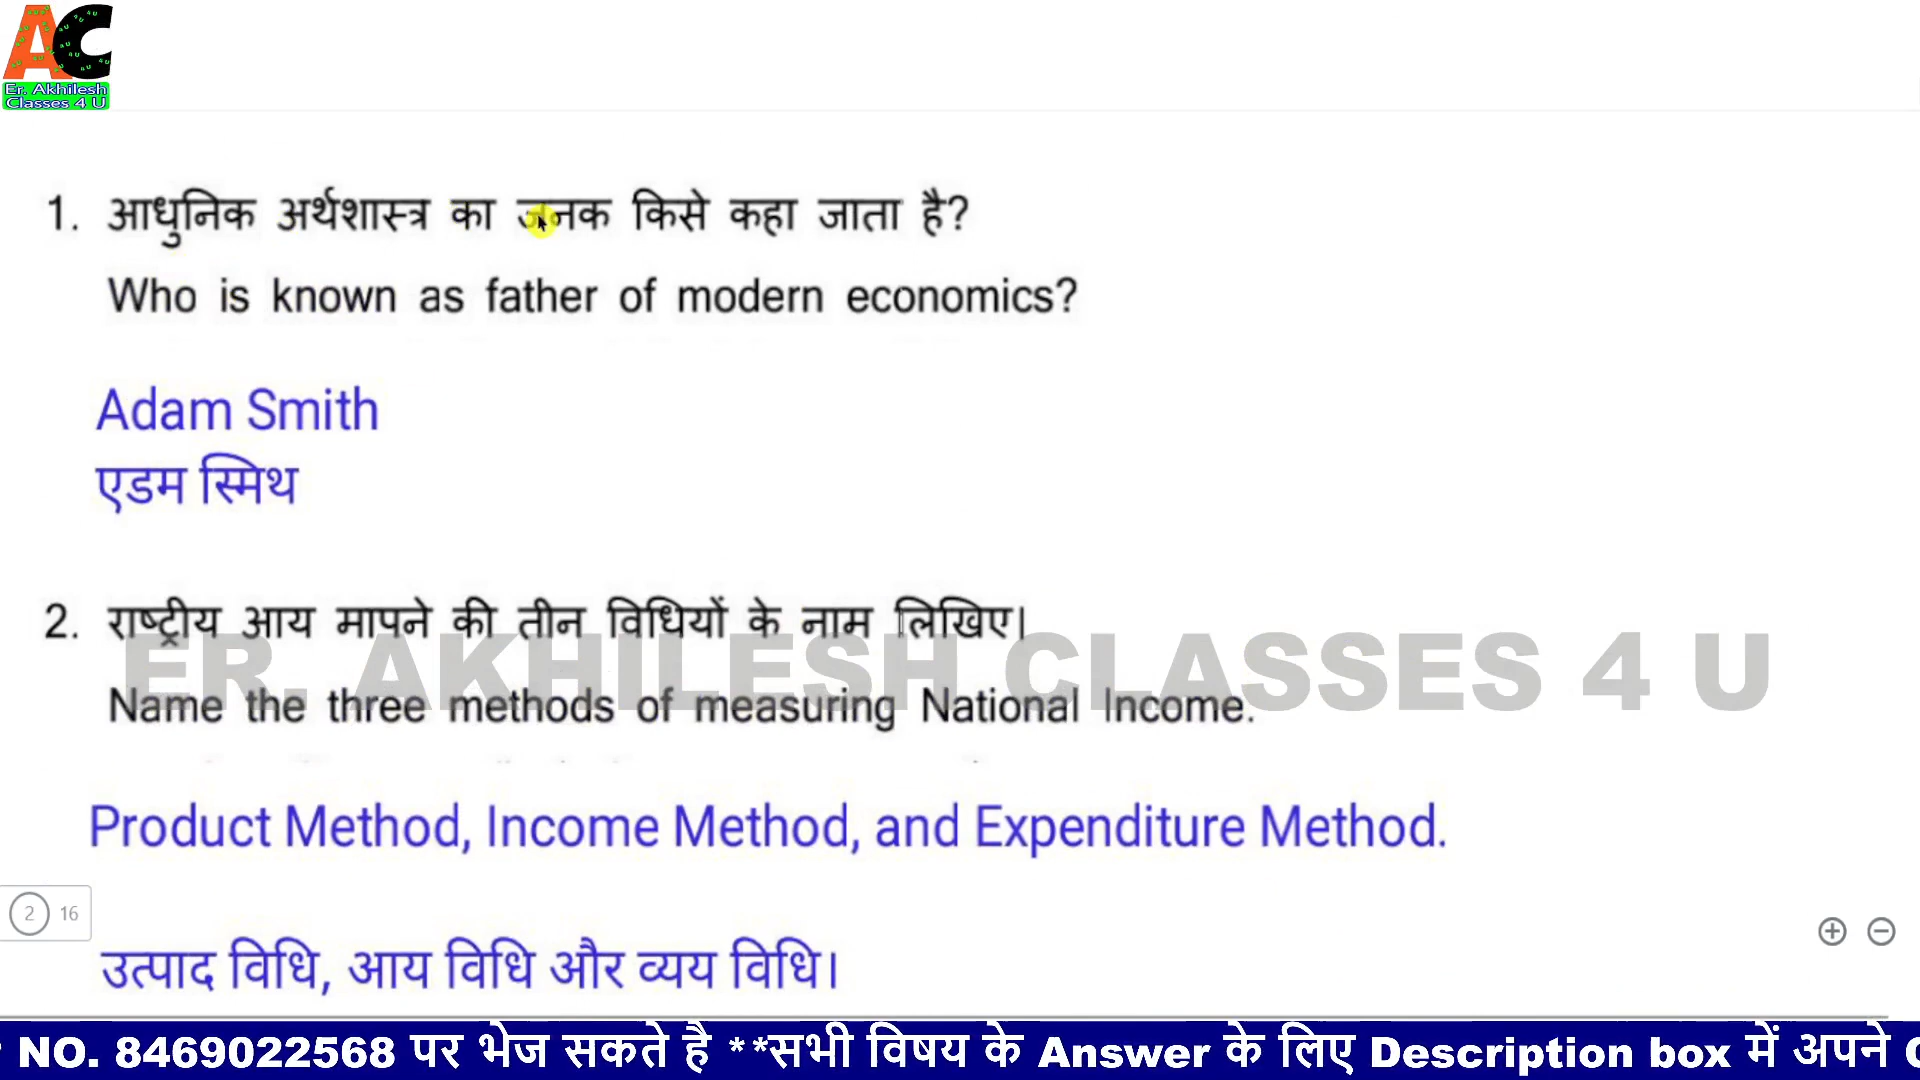 AC
Er. Akhilesh
Classes 4 U
1. आधुनिक अर्थशास्त्र का जनक किसे कहा जाता है?
Who is known as father of modern economics?
Adam Smith
एडम स्मिथ
2. राष्ट्रीय आय मापने की तीन विधियों के नाम लिखिए।
ER. AKHILESH CLASSES 4 U
Name the three methods of measuring National Income.
Product Method, Income Method, and Expenditure Method.
2 16
उत्पाद विधि, आय विधि और व्यय विधि।
NO. 8469022568 पर भेज सकते है **सभी विषय के Answer के लिए Description box में अपने